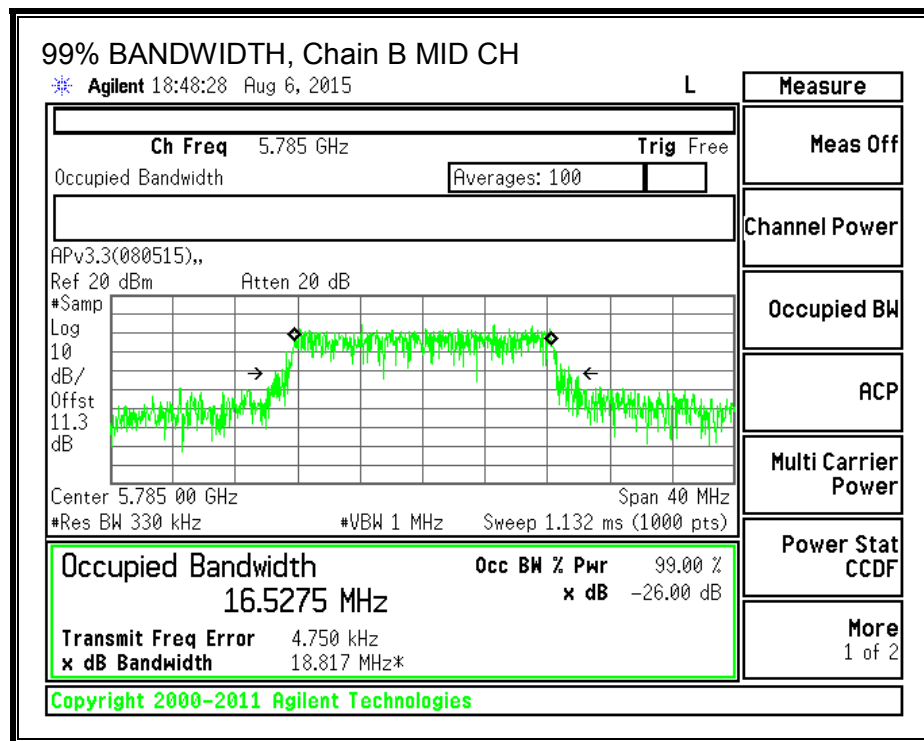 99% BANDWIDTH, Chain B MID CH
Agilent 18:48:28 Aug 6, 2015 L
Measure
Ch Freq 5.785 GHz Trig Free
Meas Off
Occupied Bandwidth Averages: 100
Channel Power
APv3.3(080515),,
Ref 20 dBm Atten 20 dB
#Samp
Log
10
dB/
Offst
11.3
dB
Occupied BW
ACP
Center 5.785 00 GHz Span 40 MHz
#Res BW 330 kHz #VBW 1 MHz Sweep 1.132 ms (1000 pts)
Multi Carrier
Power
Occupied Bandwidth Occ BW % Pwr 99.00 %
16.5275 MHz x dB -26.00 dB
Transmit Freq Error 4.750 kHz
x dB Bandwidth 18.817 MHz*
Power Stat
CCDF
More
1 of 2
Copyright 2000-2011 Agilent Technologies